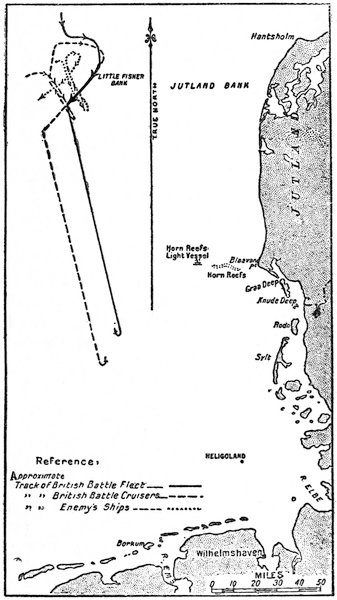 Hantsholm
LITTLE FISHER
BANK
JUTLAND BANK
TRUE NORTH
JUTLAND
Horn Reefs
Light Vessel
Blaavan
Pt
Horn Reefs
Graa Deep
Knude Deep
Rodo
Sylt
Reference,
HELIGOLAND
Approximate
Track of British Battle Fleet
" " British Battle Cruisers
" " Enemy's Ships
R. ELBE
Borkum
R. EMS
Wilhelmshaven
MILES
0 10 20 30 40 50